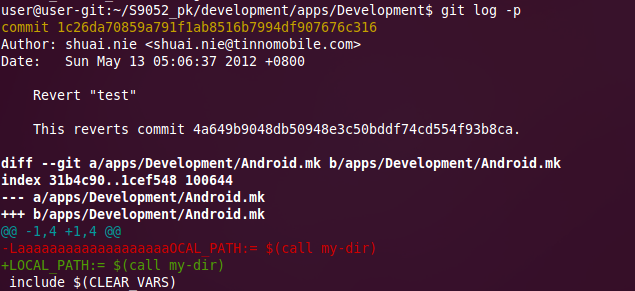 user@user-git:~/S9052_pk/development/apps/Development$ git log -p
commit 1c26da70859a791f1ab8516b7994df907676c316
Author: shuai.nie <shuai.nie@tinnomobile.com>
Date:   Sun May 13 05:06:37 2012 +0800
    Revert "test"
    This reverts commit 4a649b9048db50948e3c50bddf74cd554f93b8ca.
diff --git a/apps/Development/Android.mk b/apps/Development/Android.mk
index 31b4c90..1cef548 100644
--- a/apps/Development/Android.mk
+++ b/apps/Development/Android.mk
@@ -1,4 +1,4 @@
-LaaaaaaaaaaaaaaaaaaaOCAL_PATH:= $(call my-dir)
+LOCAL_PATH:= $(call my-dir)
 include $(CLEAR_VARS)